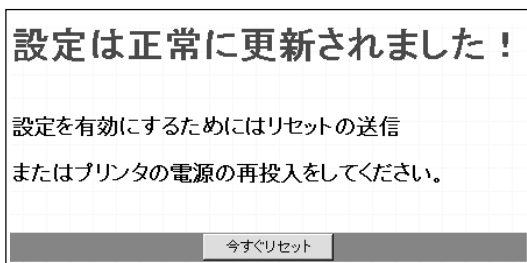 設定は正常に更新されました！
設定を有効にするためにはリセットの送信
またはプリンタの電源の再投入をしてください。
今すぐリセット